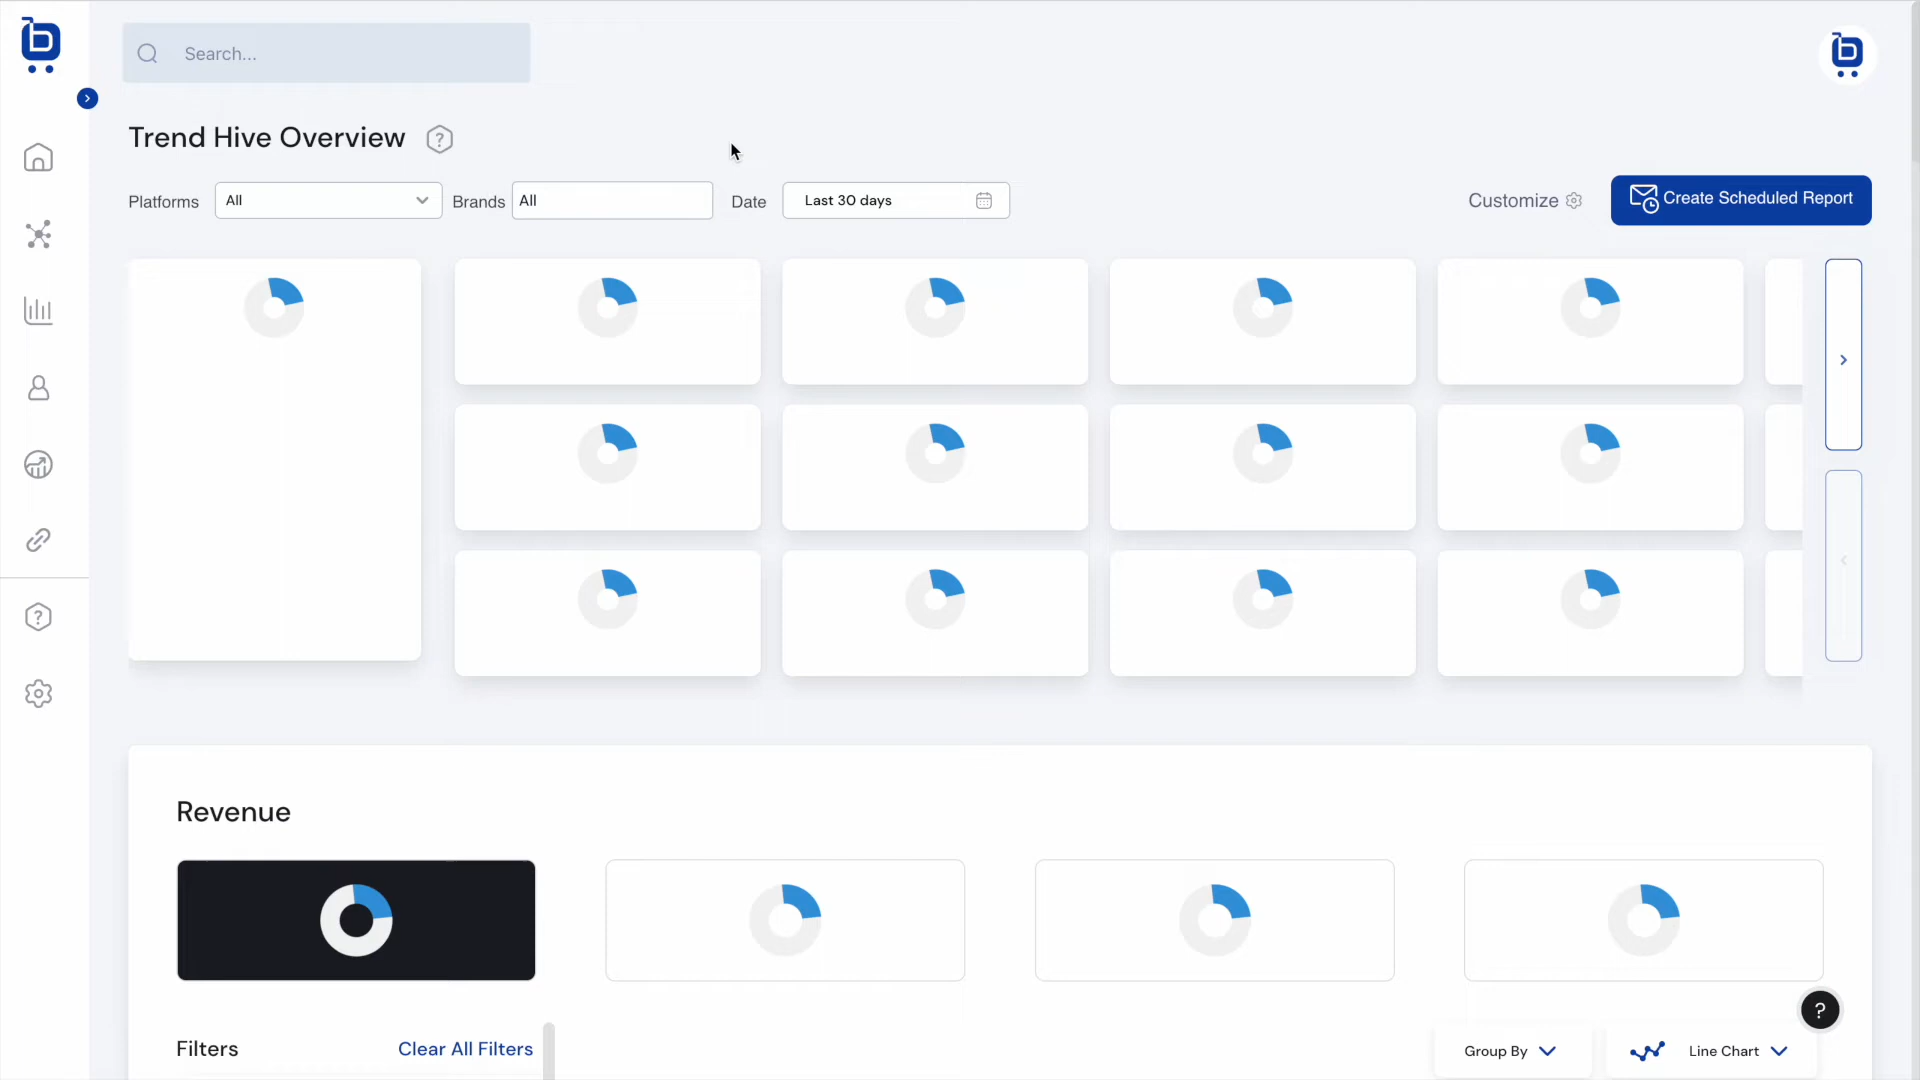 Search...
Trend Hive Overview
Platforms All Brands All Date Last 30 days Customize Create Scheduled Report
Revenue
Filters Clear All Filters Group By Line Chart